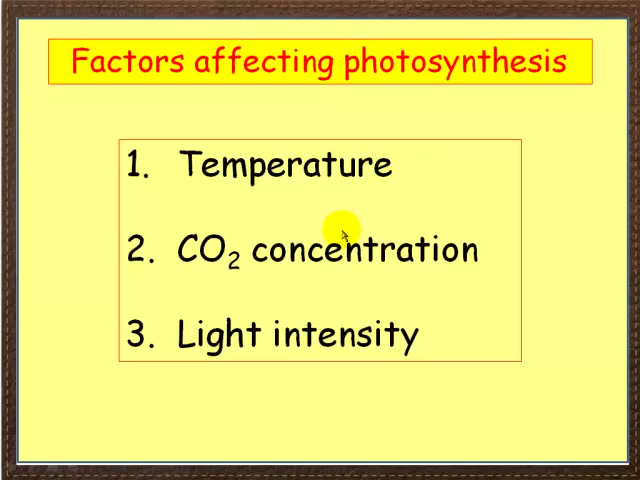 Factors affecting photosynthesis
1. Temperature
2. CO₂ concentration
3. Light intensity